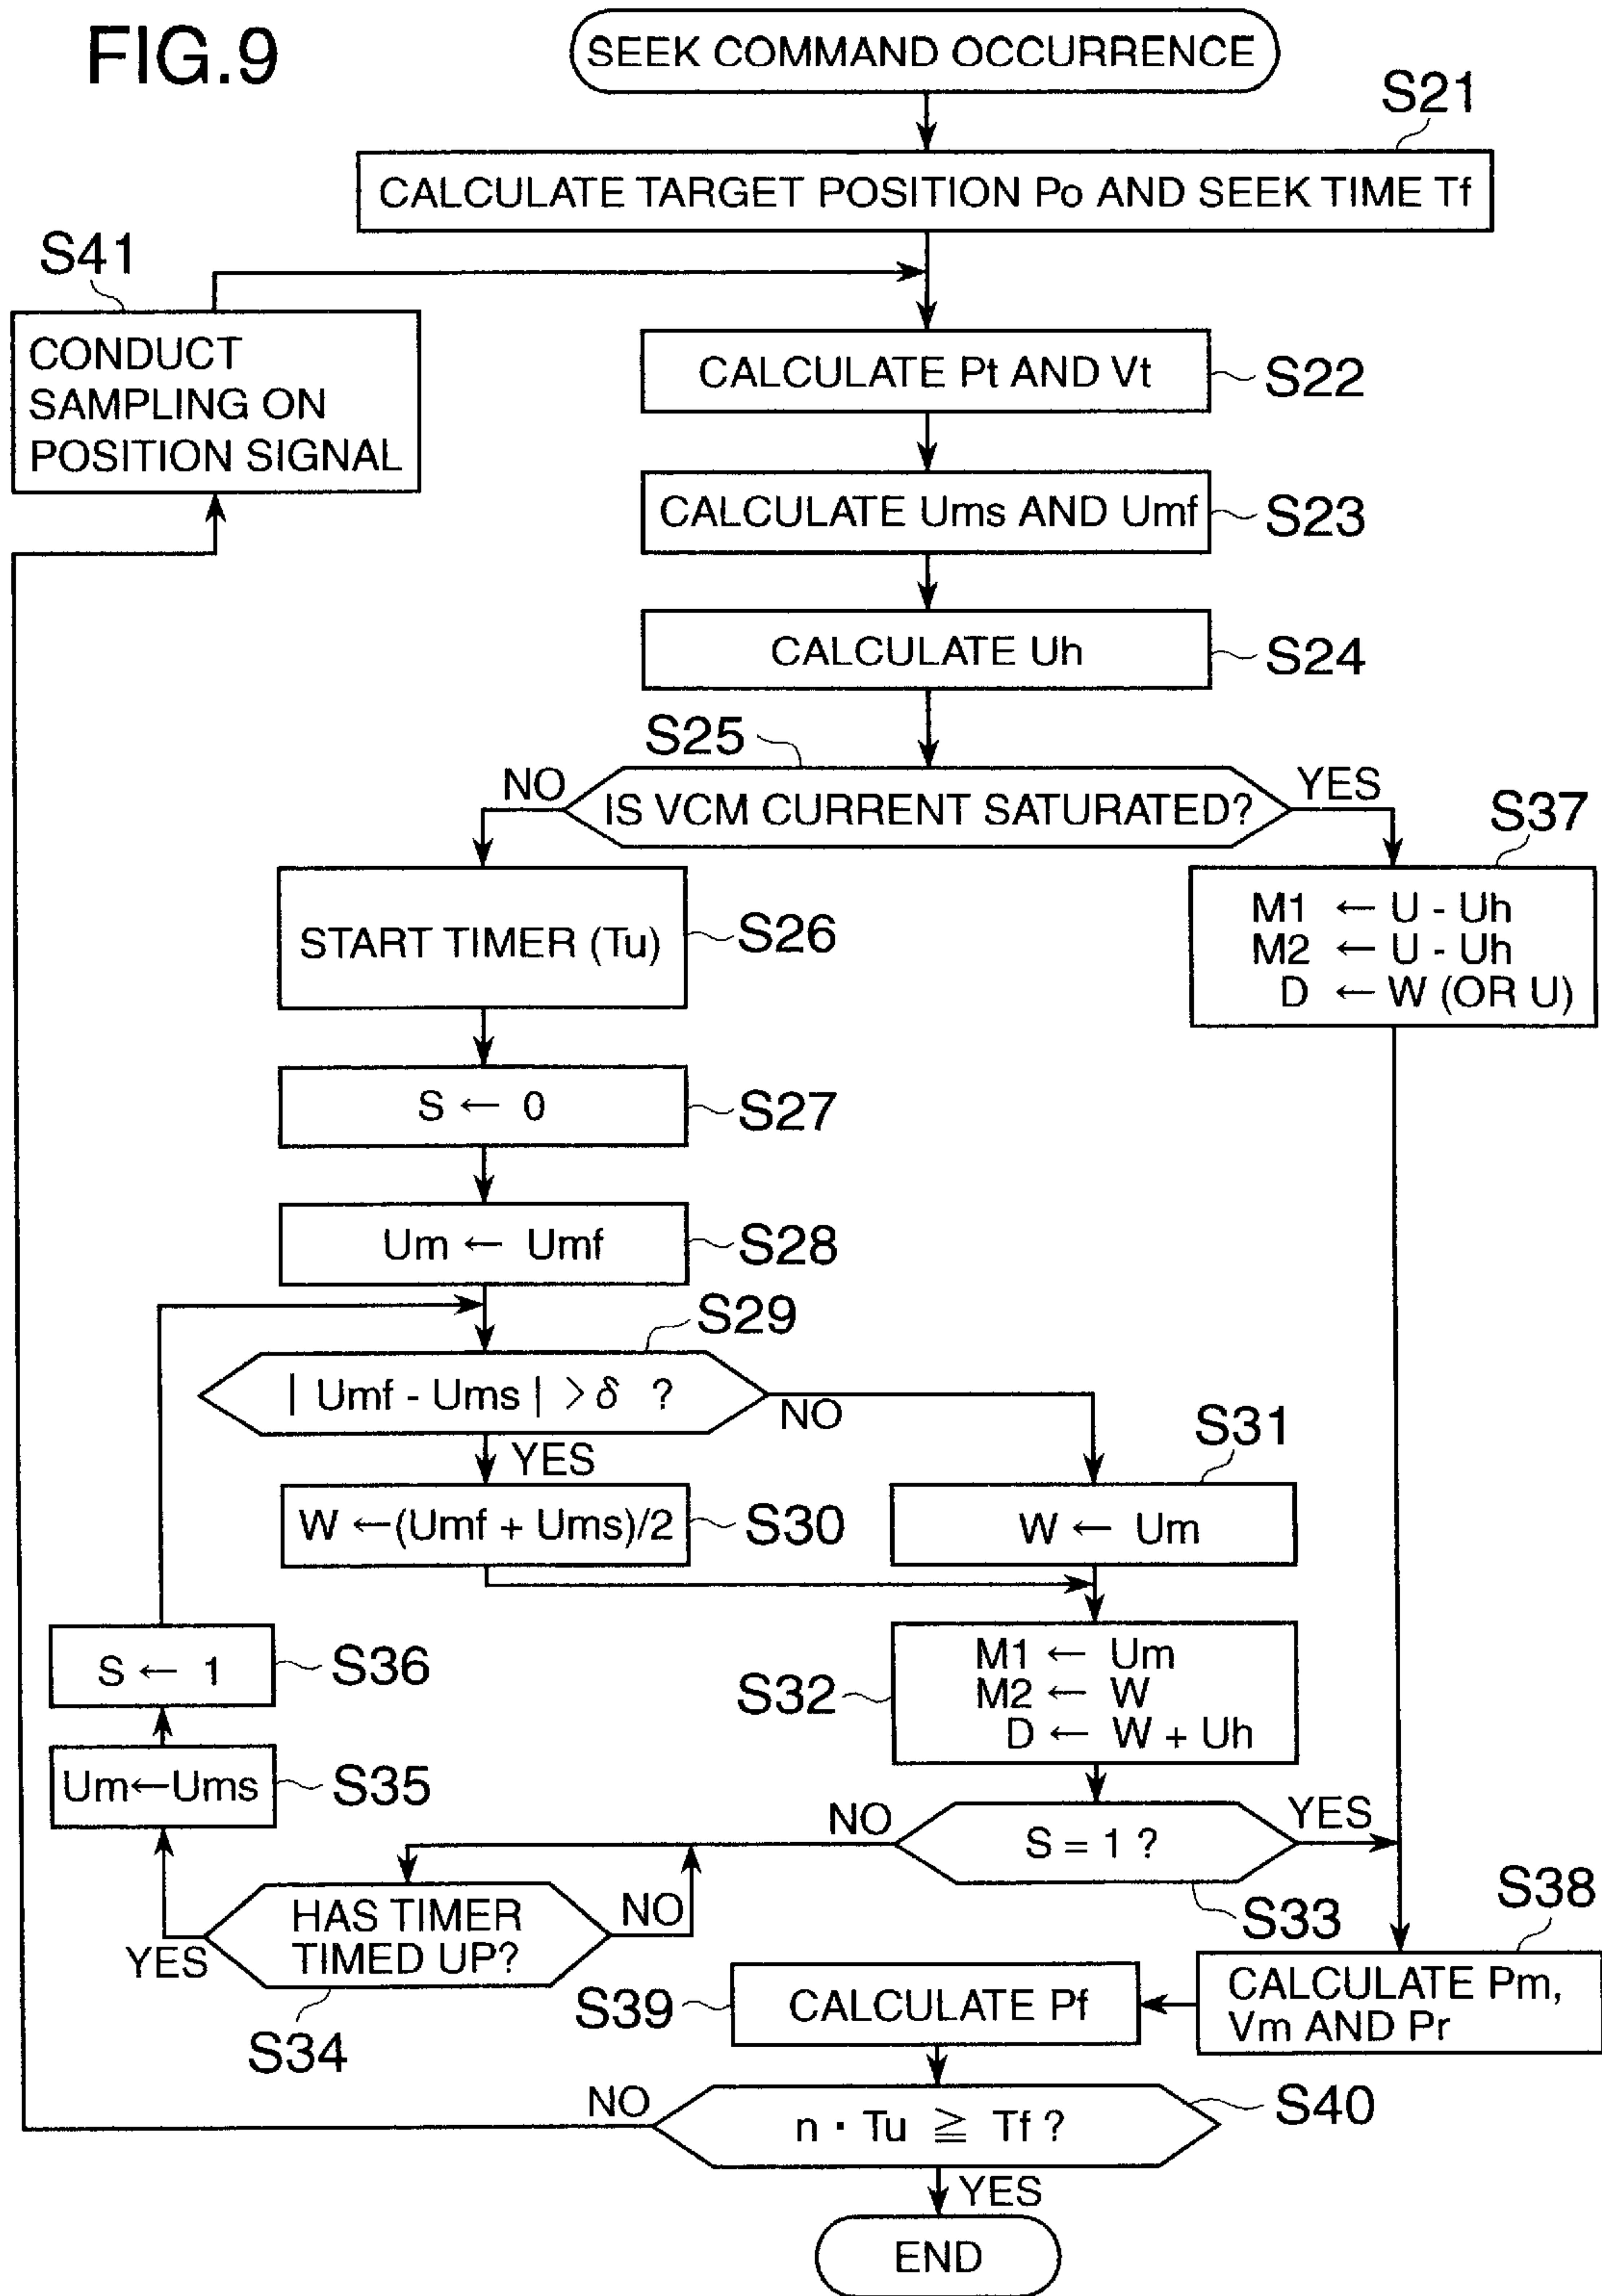 FIG.9
SEEK COMMAND OCCURRENCE
S21
CALCULATE TARGET POSITION Po AND SEEK TIME Tf
S41
CONDUCT
SAMPLING ON
POSITION SIGNAL
CALCULATE Pt AND Vt
S22
CALCULATE Ums AND Umf
S23
CALCULATE Uh
S24
S25
NO
IS VCM CURRENT SATURATED?
YES
S37
M1 ← U - Uh
M2 ← U - Uh
D ← W (OR U)
START TIMER (Tu)
S26
S ← 0
S27
Um ← Umf
S28
S29
| Umf - Ums | > δ ?
NO
YES
S31
W ← (Umf + Ums)/2
S30
W ← Um
S ← 1
S36
M1 ← Um
M2 ← W
D ← W + Uh
S32
Um←Ums
S35
NO
S = 1 ?
YES
S33
HAS TIMER
TIMED UP?
NO
YES
S34
S38
CALCULATE Pm,
Vm AND Pr
S39
CALCULATE Pf
NO
n · Tu ≧ Tf ?
S40
YES
END